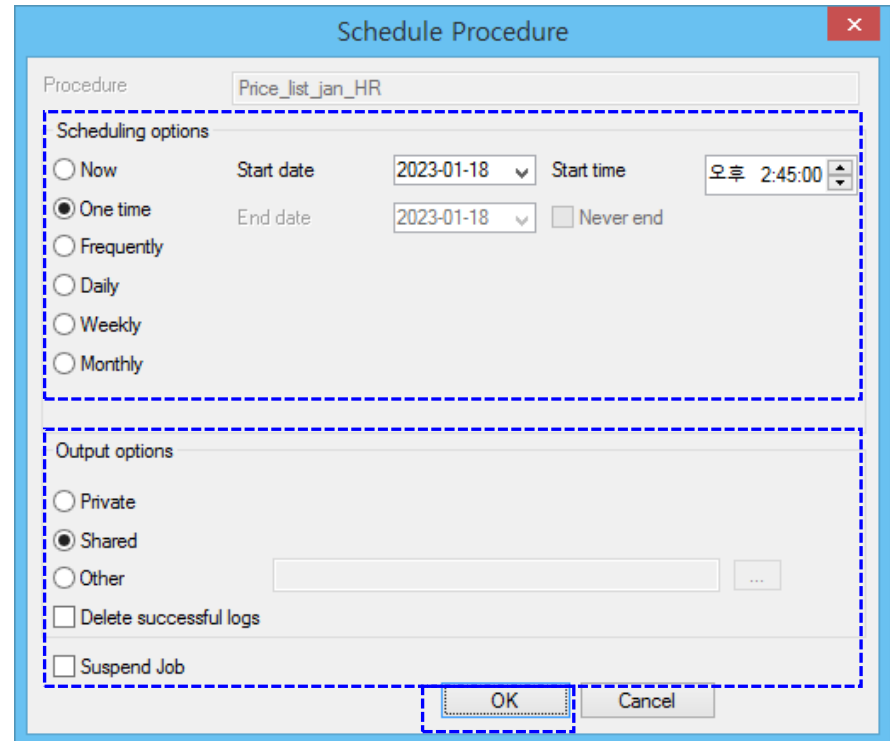 Schedule Procedure
Procedure Price_list_jan_HR
Scheduling options
Now Start date 2023-01-18 Start time 오후 2:45:00
One time End date 2023-01-18 Never end
Frequently
Daily
Weekly
Monthly
Output options
Private
Shared
Other ...
Delete successful logs
Suspend Job
OK Cancel